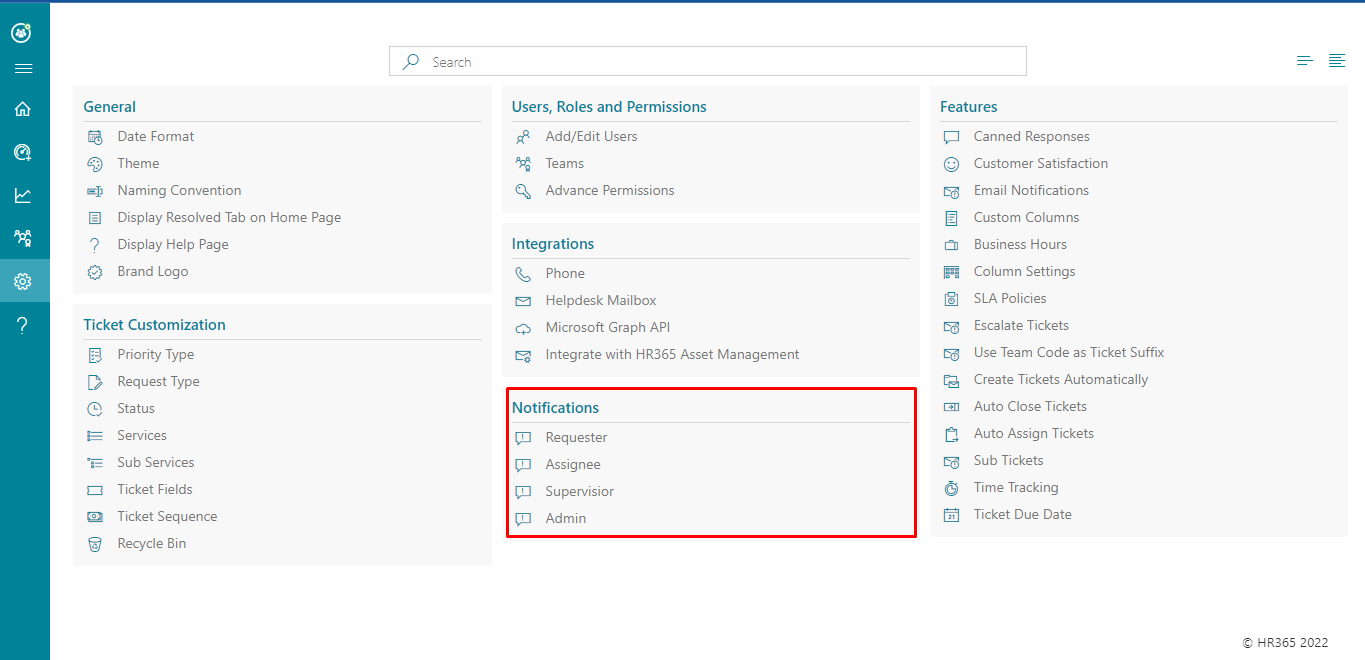 Search
General
Date Format
Theme
Naming Convention
Display Resolved Tab on Home Page
Display Help Page
Brand Logo
Ticket Customization
Priority Type
Request Type
Status
Services
Sub Services
Ticket Fields
Ticket Sequence
Recycle Bin
Users, Roles and Permissions
Add/Edit Users
Teams
Advance Permissions
Integrations
Phone
Helpdesk Mailbox
Microsoft Graph API
Integrate with HR365 Asset Management
Notifications
Requester
Assignee
Supervisior
Admin
Features
Canned Responses
Customer Satisfaction
Email Notifications
Custom Columns
Business Hours
Column Settings
SLA Policies
Escalate Tickets
Use Team Code as Ticket Suffix
Create Tickets Automatically
Auto Close Tickets
Auto Assign Tickets
Sub Tickets
Time Tracking
Ticket Due Date
© HR365 2022